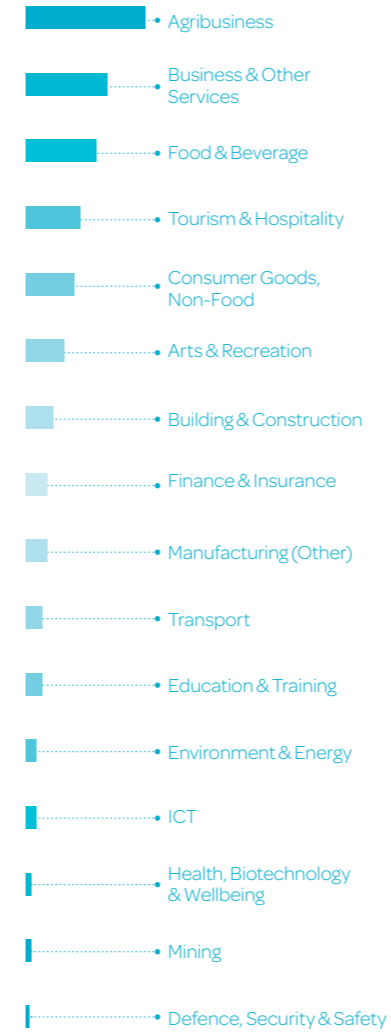 Agribusiness
Business & Other
Services
Food & Beverage
Tourism & Hospitality
Consumer Goods,
Non-Food
Arts & Recreation
Building & Construction
Finance & Insurance
Manufacturing (Other)
Transport
Education & Training
Environment & Energy
ICT
Health, Biotechnology
& Wellbeing
Mining
Defence, Security & Safety